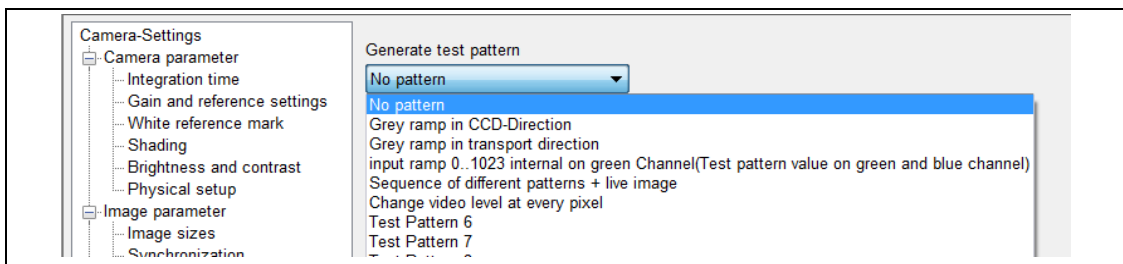 Camera-Settings
Camera parameter
Integration time
Gain and reference settings
White reference mark
Shading
Brightness and contrast
Physical setup
Image parameter
Image sizes
Synchronization
Generate test pattern
No pattern
No pattern
Grey ramp in CCD-Direction
Grey ramp in transport direction
input ramp 0..1023 internal on green Channel(Test pattern value on green and blue channel)
Sequence of different patterns + live image
Change video level at every pixel
Test Pattern 6
Test Pattern 7